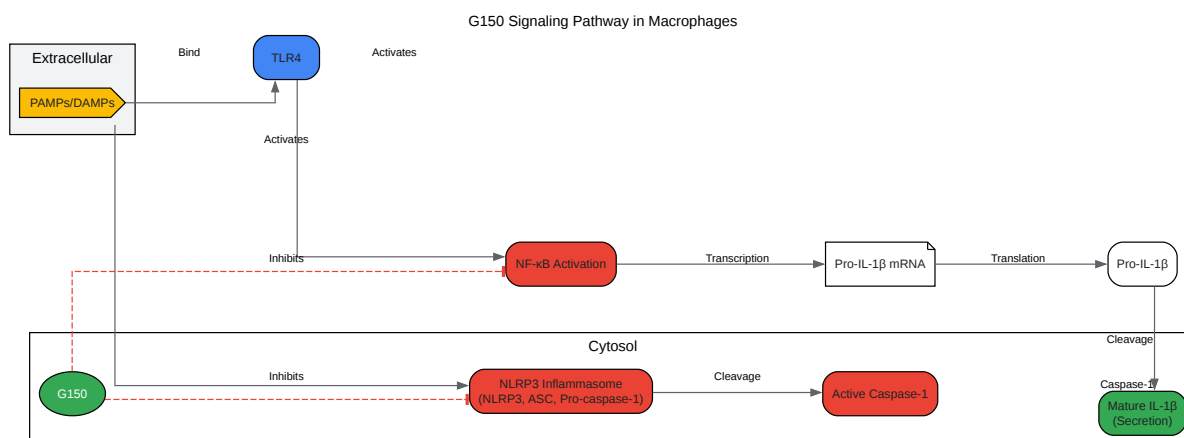 G150 Signaling Pathway in Macrophages
Extracellular
Bind
TLR4
Activates
PAMPs/DAMPs
Activates
Inhibits
NF-κB Activation
Transcription
Pro-IL-1β mRNA
Translation
Pro-IL-1β
Cleavage
Cytosol
G150
Inhibits
NLRP3 Inflammasome
(NLRP3, ASC, Pro-caspase-1)
Cleavage
Active Caspase-1
Caspase-1
Mature IL-1β
(Secretion)